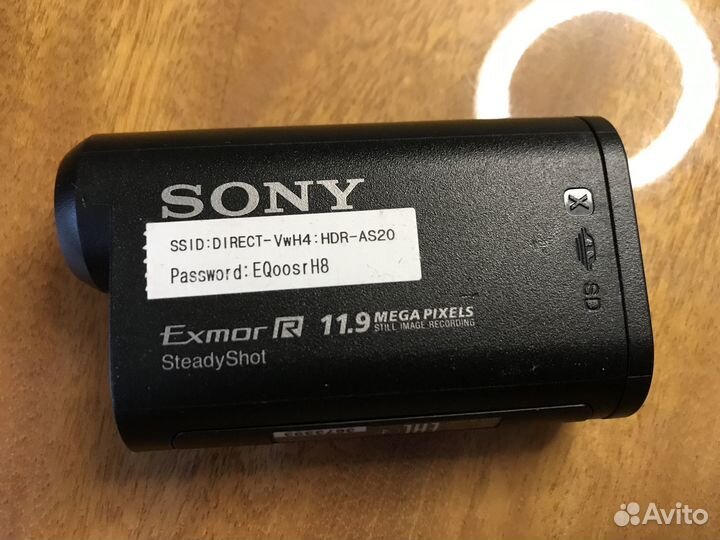 SONY
SSID:DIRECT-VwH4:HDR-AS20
Password:EQoosrH8
Exmor R 11.9 MEGA PIXELS
STILL IMAGE RECORDING
SteadyShot
X
SD
Avito